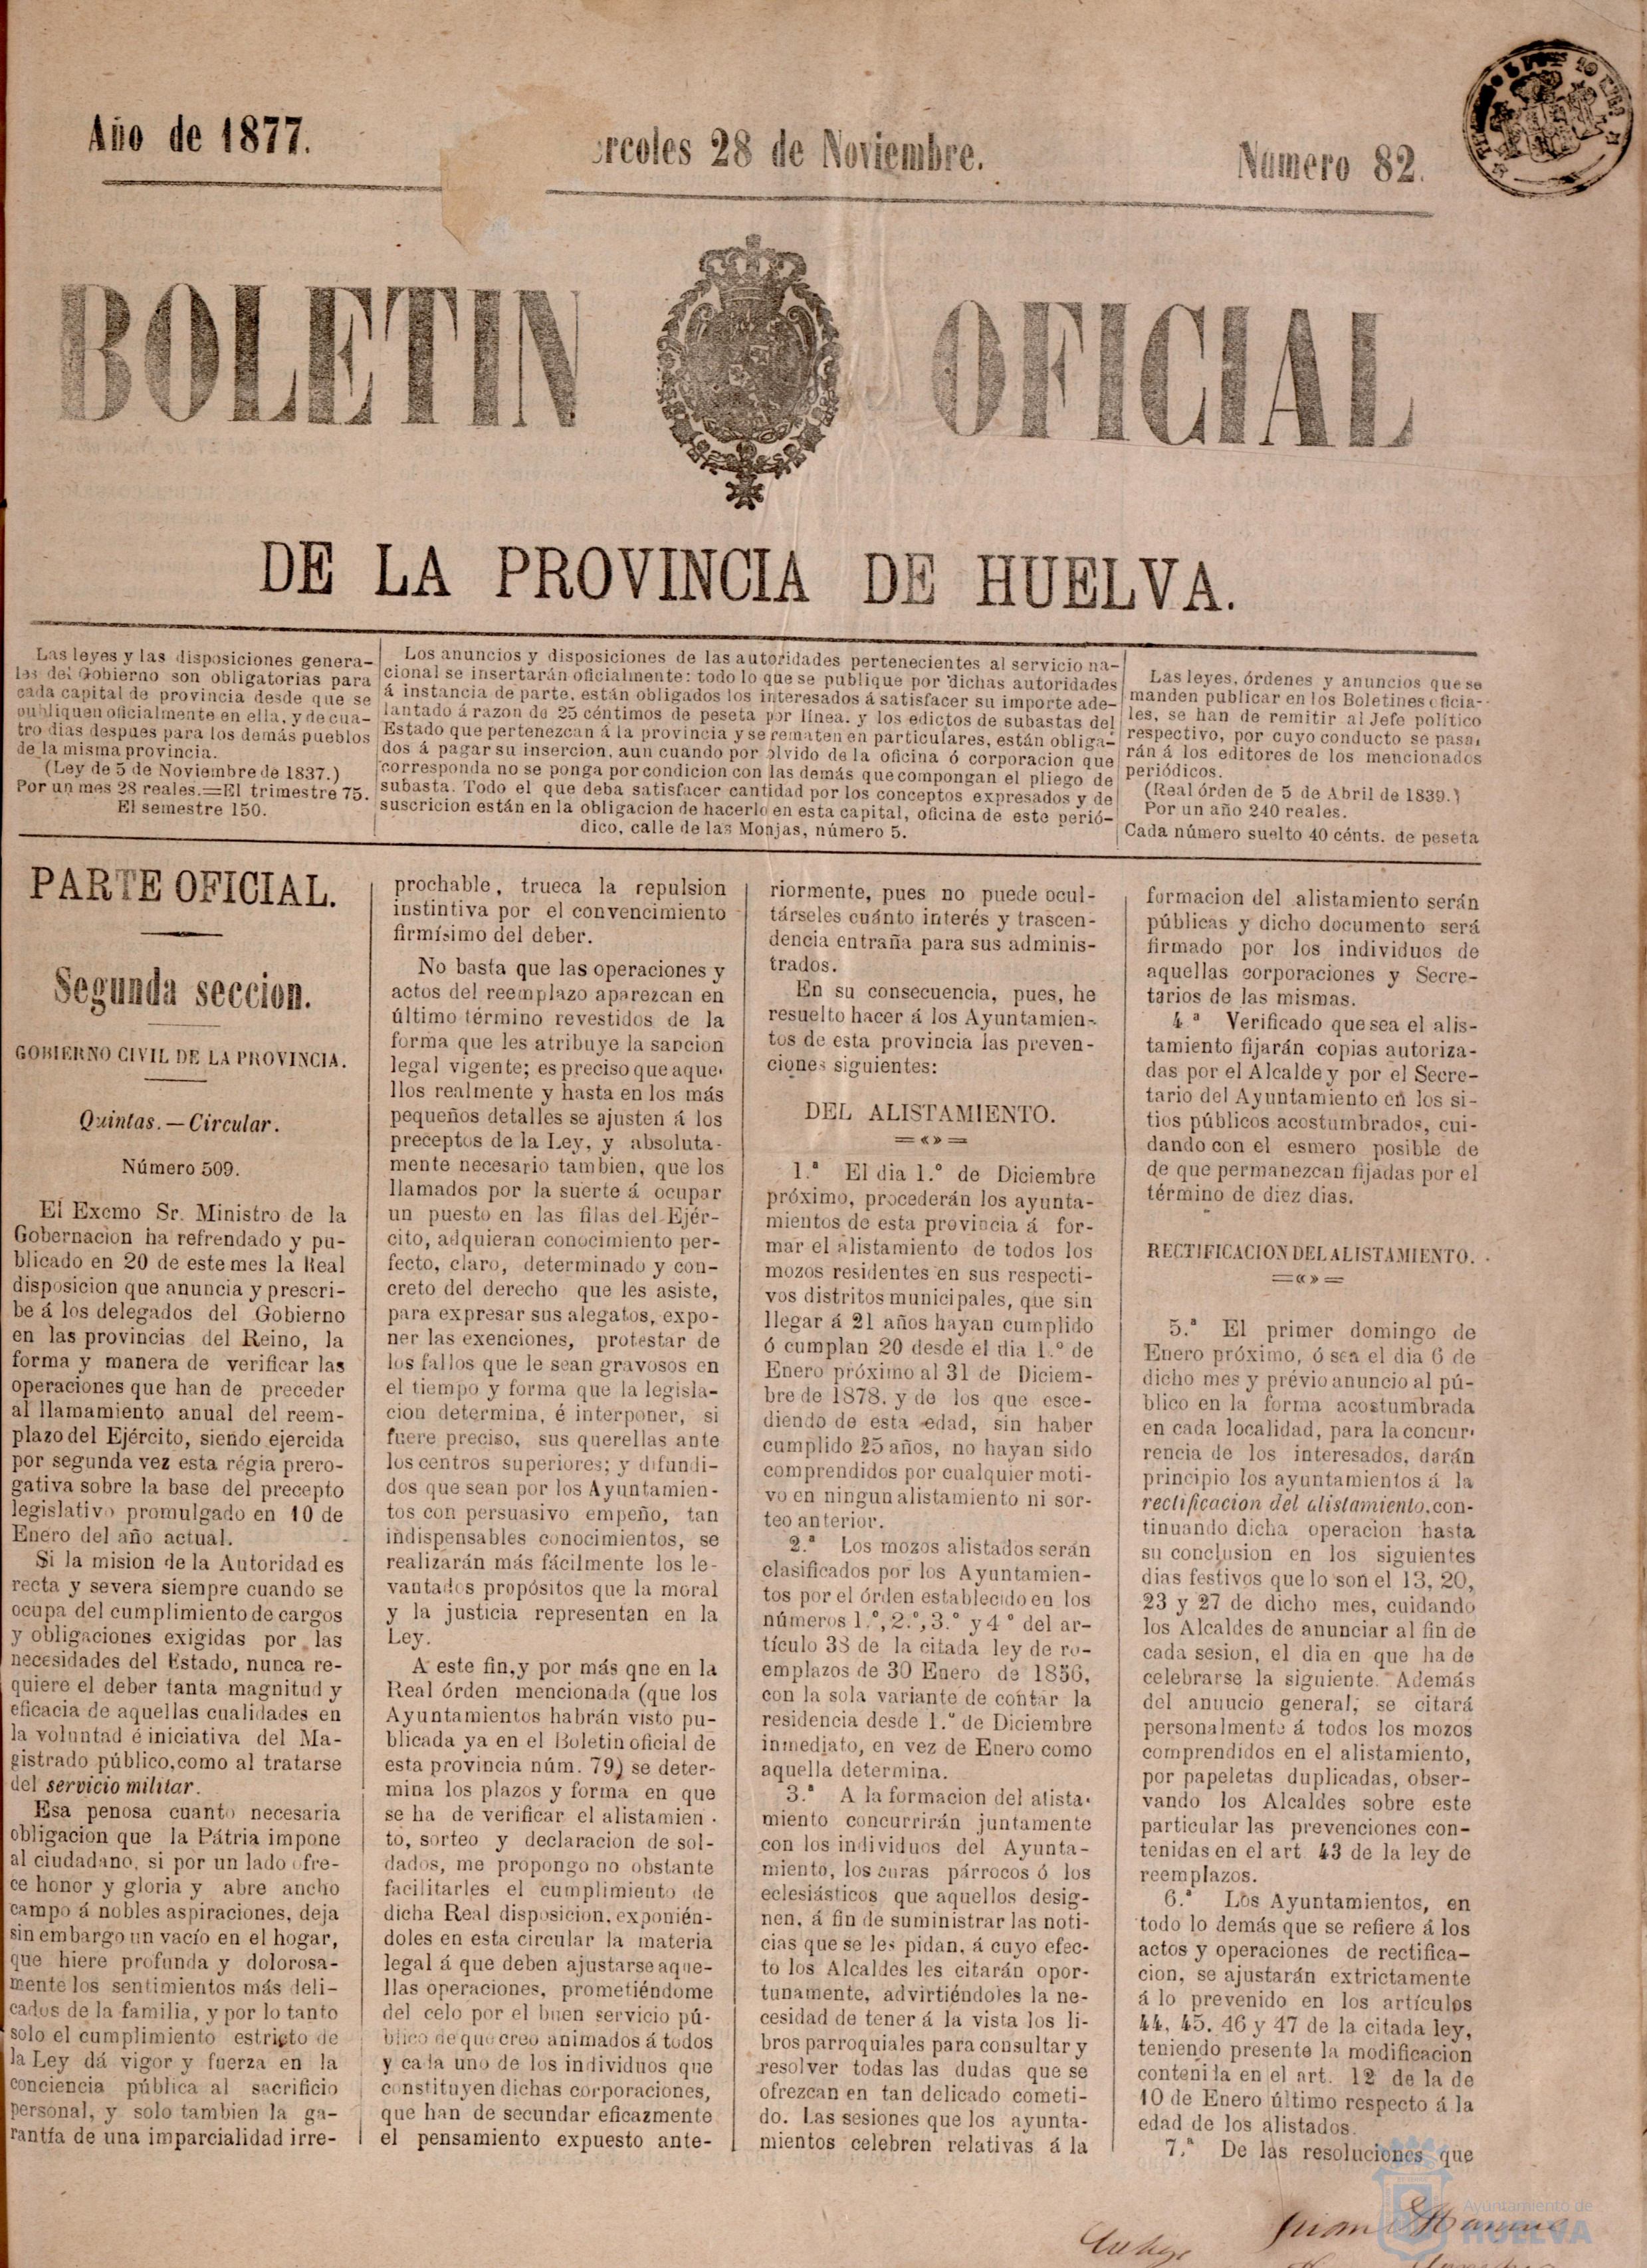 Año de 1877.
rcoles 28 de Noviembre.
Número 82.
BOLETIN OFICIAL
DE LA PROVINCIA DE HUELVA.
Las leyes y las disposiciones genera-
les del Gobierno son obligatorias para
cada capital de provincia desde que se
publiquen oficialmente en ella, y de cua-
tro dias despues para los demás pueblos
de la misma provincia.
(Ley de 5 de Noviembre de 1837.)
Por un mes 28 reales.=El trimestre 75.
El semestre 150.
Los anuncios y disposiciones de las autoridades pertenecientes al servicio na-
cional se insertarán oficialmente: todo lo que se publique por dichas autoridades
á instancia de parte, están obligados los interesados á satisfacer su importe ade-
lantado á razon de 25 céntimos de peseta por línea. y los edictos de subastas del
Estado que pertenezcan á la provincia y se rematen en particulares, están obliga-
dos á pagar su insercion, aun cuando por olvido de la oficina ó corporacion que
corresponda no se ponga por condicion con las demás que compongan el pliego de
subasta. Todo el que deba satisfacer cantidad por los conceptos expresados y de
suscricion están en la obligacion de hacerlo en esta capital, oficina de este perió-
dico, calle de las Monjas, número 5.
Las leyes, órdenes y anuncios que se
manden publicar en los Boletines oficia-
les, se han de remitir al Jefe político
respectivo, por cuyo conducto se pasa-
rán á los editores de los mencionados
periódicos.
(Real órden de 5 de Abril de 1839.)
Por un año 240 reales.
Cada número suelto 40 cénts. de peseta
PARTE OFICIAL.
Segunda seccion.
GOBIERNO CIVIL DE LA PROVINCIA.
Quintas.—Circular.
Número 509.
El Excmo Sr. Ministro de la
Gobernacion ha refrendado y pu-
blicado en 20 de este mes la Real
disposicion que anuncia y prescri-
be á los delegados del Gobierno
en las provincias del Reino, la
forma y manera de verificar las
operaciones que han de preceder
al llamamiento anual del reem-
plazo del Ejército, siendo ejercida
por segunda vez esta régia prero-
gativa sobre la base del precepto
legislativo promulgado en 10 de
Enero del año actual.
Si la mision de la Autoridad es
recta y severa siempre cuando se
ocupa del cumplimiento de cargos
y obligaciones exigidas por las
necesidades del Estado, nunca re-
quiere el deber tanta magnitud y
eficacia de aquellas cualidades en
la voluntad é iniciativa del Ma-
gistrado público, como al tratarse
del servicio militar.
Esa penosa cuanto necesaria
obligacion que la Pátria impone
al ciudadano, si por un lado ofre-
ce honor y gloria y abre ancho
campo á nobles aspiraciones, deja
sin embargo un vacío en el hogar,
que hiere profunda y dolorosa-
mente los sentimientos más deli-
cados de la familia, y por lo tanto
solo el cumplimiento estricto de
la Ley dá vigor y fuerza en la
conciencia pública al sacrificio
personal, y solo tambien la ga-
rantía de una imparcialidad irre-
prochable, trueca la repulsion
instintiva por el convencimiento
firmísimo del deber.
No basta que las operaciones y
actos del reemplazo aparezcan en
último término revestidos de la
forma que les atribuye la sancion
legal vigente; es preciso que aque-
llos realmente y hasta en los más
pequeños detalles se ajusten á los
preceptos de la Ley, y absoluta-
mente necesario tambien, que los
llamados por la suerte á ocupar
un puesto en las filas del Ejér-
cito, adquieran conocimiento per-
fecto, claro, determinado y con-
creto del derecho que les asiste,
para expresar sus alegatos, expo-
ner las exenciones, protestar de
los fallos que le sean gravosos en
el tiempo y forma que la legisla-
cion determina, é interponer, si
fuere preciso, sus querellas ante
los centros superiores; y difundi-
dos que sean por los Ayuntamien-
tos con persuasivo empeño, tan
indispensables conocimientos, se
realizarán más fácilmente los le-
vantados propósitos que la moral
y la justicia representan en la
Ley.
A este fin, y por más qne en la
Real órden mencionada (que los
Ayuntamientos habrán visto pu-
blicada ya en el Boletin oficial de
esta provincia núm. 79) se deter-
mina los plazos y forma en que
se ha de verificar el alistamien-
to, sorteo y declaracion de sol-
dados, me propongo no obstante
facilitarles el cumplimiento de
dicha Real disposicion, exponién-
doles en esta circular la materia
legal á que deben ajustarse aque-
llas operaciones, prometiéndome
del celo por el buen servicio pú-
blico de que creo animados á todos
y cada uno de los individuos que
constituyen dichas corporaciones,
que han de secundar eficazmente
el pensamiento expuesto ante-
riormente, pues no puede ocul-
társeles cuánto interés y trascen-
dencia entraña para sus adminis-
trados.
En su consecuencia, pues, he
resuelto hacer á los Ayuntamien-
tos de esta provincia las preven-
ciones siguientes:
DEL ALISTAMIENTO.
=«»=
1.ª El dia 1.º de Diciembre
próximo, procederán los ayunta-
mientos de esta provincia á for-
mar el alistamiento de todos los
mozos residentes en sus respecti-
vos distritos municipales, que sin
llegar á 21 años hayan cumplido
ó cumplan 20 desde el dia 1.º de
Enero próximo al 31 de Diciem-
bre de 1878. y de los que esce-
diendo de esta edad, sin haber
cumplido 25 años, no hayan sido
comprendidos por cualquier moti-
vo en ningun alistamiento ni sor-
teo anterior.
2.ª Los mozos alistados serán
clasificados por los Ayuntamien-
tos por el órden establecido en los
números 1.º, 2.º, 3.º y 4º del ar-
tículo 38 de la citada ley de re-
emplazos de 30 Enero de 1856,
con la sola variante de contar la
residencia desde 1.º de Diciembre
inmediato, en vez de Enero como
aquella determina.
3.ª A la formacion del alista-
miento concurrirán juntamente
con los individuos del Ayunta-
miento, los curas párrocos ó los
eclesiásticos que aquellos desig-
nen, á fin de suministrar las noti-
cias que se les pidan, á cuyo efec-
to los Alcaldes les citarán opor-
tunamente, advirtiéndoles la ne-
cesidad de tener á la vista los li-
bros parroquiales para consultar y
resolver todas las dudas que se
ofrezcan en tan delicado cometi-
do. Las sesiones que los ayunta-
mientos celebren relativas á la
formacion del alistamiento serán
públicas y dicho documento será
firmado por los individuos de
aquellas corporaciones y Secre-
tarios de las mismas.
4ª Verificado que sea el alis-
tamiento fijarán copias autoriza-
das por el Alcalde y por el Secre-
tario del Ayuntamiento en los si-
tios públicos acostumbrados, cui-
dando con el esmero posible de
de que permanezcan fijadas por el
término de diez dias.
RECTIFICACION DEL ALISTAMIENTO.
=«»=
5.ª El primer domingo de
Enero próximo, ó sea el dia 6 de
dicho mes y prévio anuncio al pú-
blico en la forma acostumbrada
en cada localidad, para la concur-
rencia de los interesados, darán
principio los ayuntamientos á la
rectificacion del alistamiento, con-
tinuando dicha operacion hasta
su conclusion en los siguientes
dias festivos que lo son el 13, 20,
23 y 27 de dicho mes, cuidando
los Alcaldes de anunciar al fin de
cada sesion, el dia en que ha de
celebrarse la siguiente. Además
del anuncio general, se citará
personalmente á todos los mozos
comprendidos en el alistamiento,
por papeletas duplicadas, obser-
vando los Alcaldes sobre este
particular las prevenciones con-
tenidas en el art 43 de la ley de
reemplazos.
6.ª Los Ayuntamientos, en
todo lo demás que se refiere á los
actos y operaciones de rectifica-
cion, se ajustarán extrictamente
á lo prevenido en los artículos
44, 45, 46 y 47 de la citada ley,
teniendo presente la modificacion
contenida en el art. 12 de la de
10 de Enero último respecto á la
edad de los alistados.
7.ª De las resoluciones que
Ayuntamiento de
HUELVA